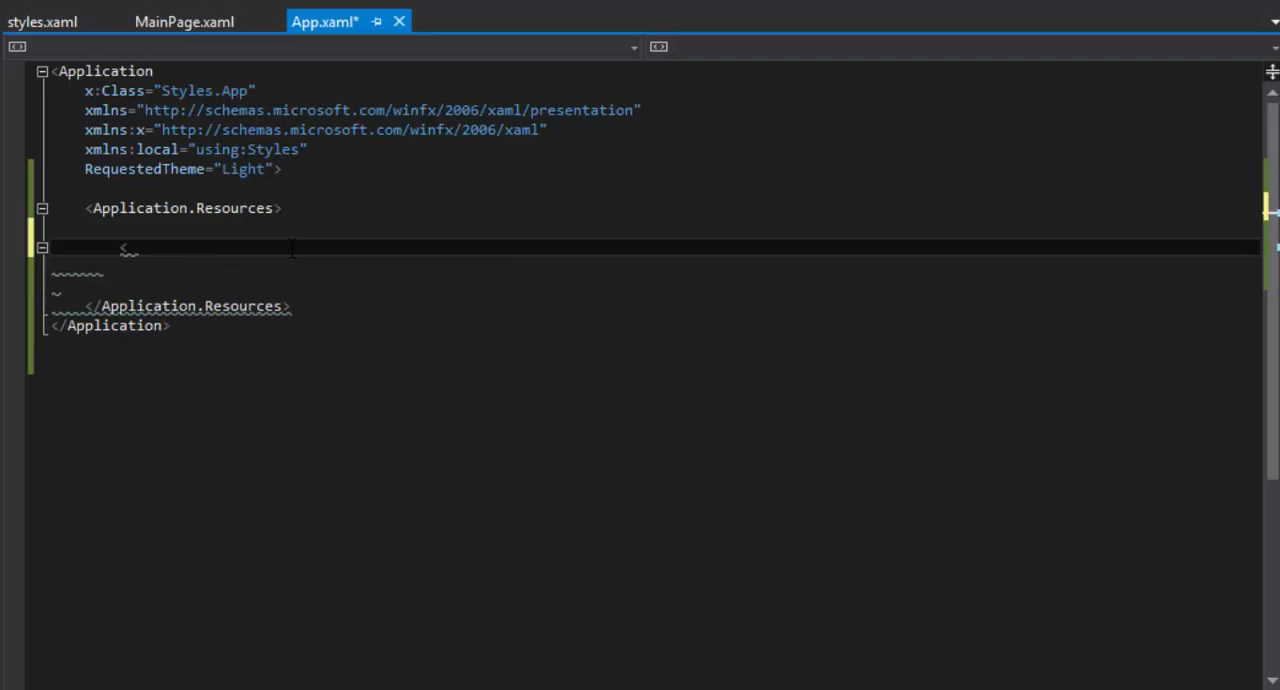 styles.xaml MainPage.xaml App.xaml*
<Application
x:Class="Styles.App"
xmlns="http://schemas.microsoft.com/winfx/2006/xaml/presentation"
xmlns:x="http://schemas.microsoft.com/winfx/2006/xaml"
xmlns:local="using:Styles"
RequestedTheme="Light">
<Application.Resources>
<
</Application.Resources>
</Application>